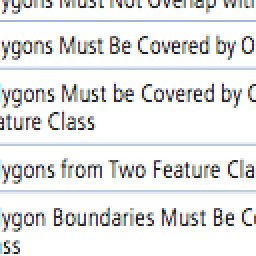 ygons Must Not Overlap with
ygons Must Be Covered by O
ygons Must be Covered by
ature Class
ygons from Two Feature Cla
ygon Boundaries Must Be C
ss